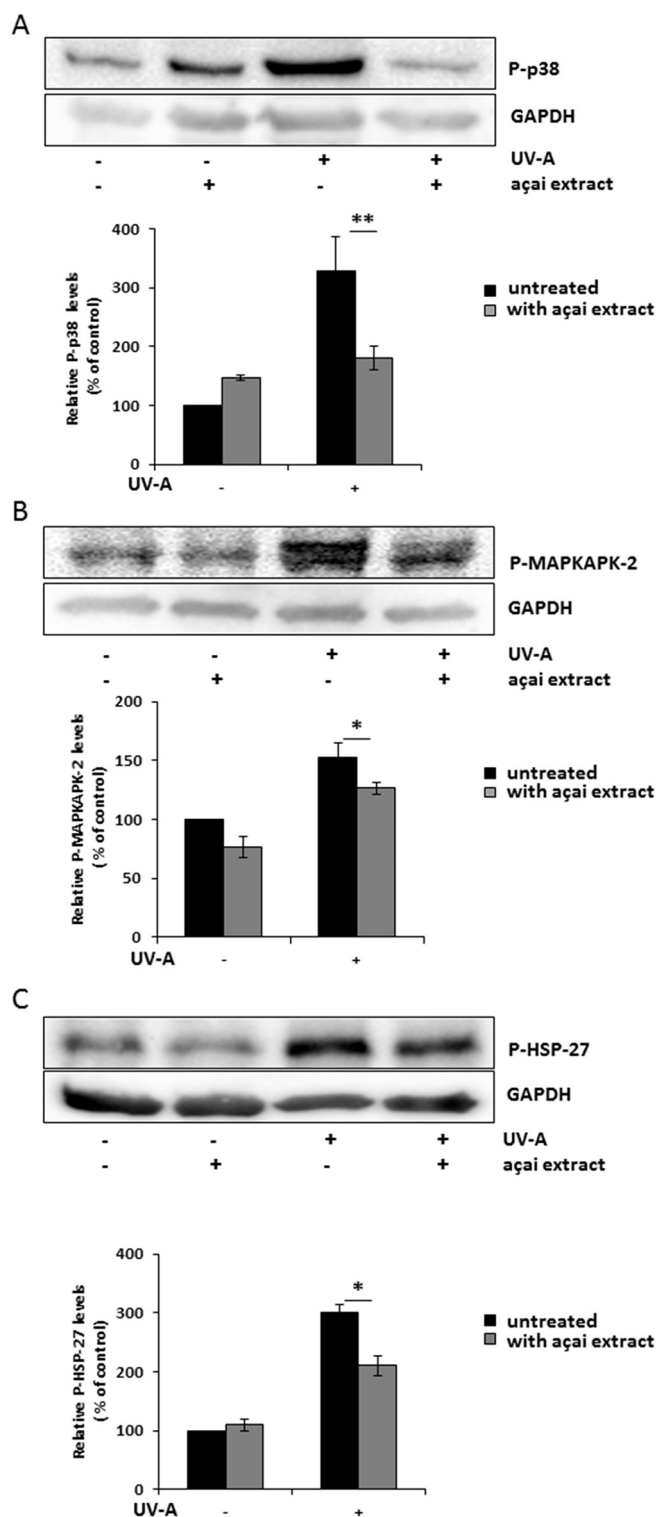 A
P-p38
GAPDH
- - + + UV-A
- + - + açai extract
Relative P-p38 levels
(% of control)
400
300
200
100
0
**
untreated
with açai extract
UV-A - +
B
P-MAPKAPK-2
GAPDH
- - + + UV-A
- + - + açai extract
Relative P-MAPKAPK-2 levels
( % of control)
200
150
100
50
0
*
untreated
with açai extract
UV-A - +
C
P-HSP-27
GAPDH
- - + + UV-A
- + - + açai extract
Relative P-HSP-27 levels
( % of control)
400
300
200
100
0
*
untreated
with açai extract
UV-A - +